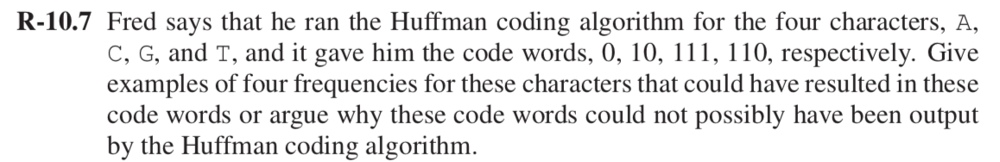 R-10.7 Fred says that he ran the Huffman coding algorithm for the four characters, A,
C, G, and T, and it gave him the code words, 0, 10, 111, 110, respectively. Give
examples of four frequencies for these characters that could have resulted in these
code words or argue why these code words could not possibly have been output
by the Huffman coding algorithm.